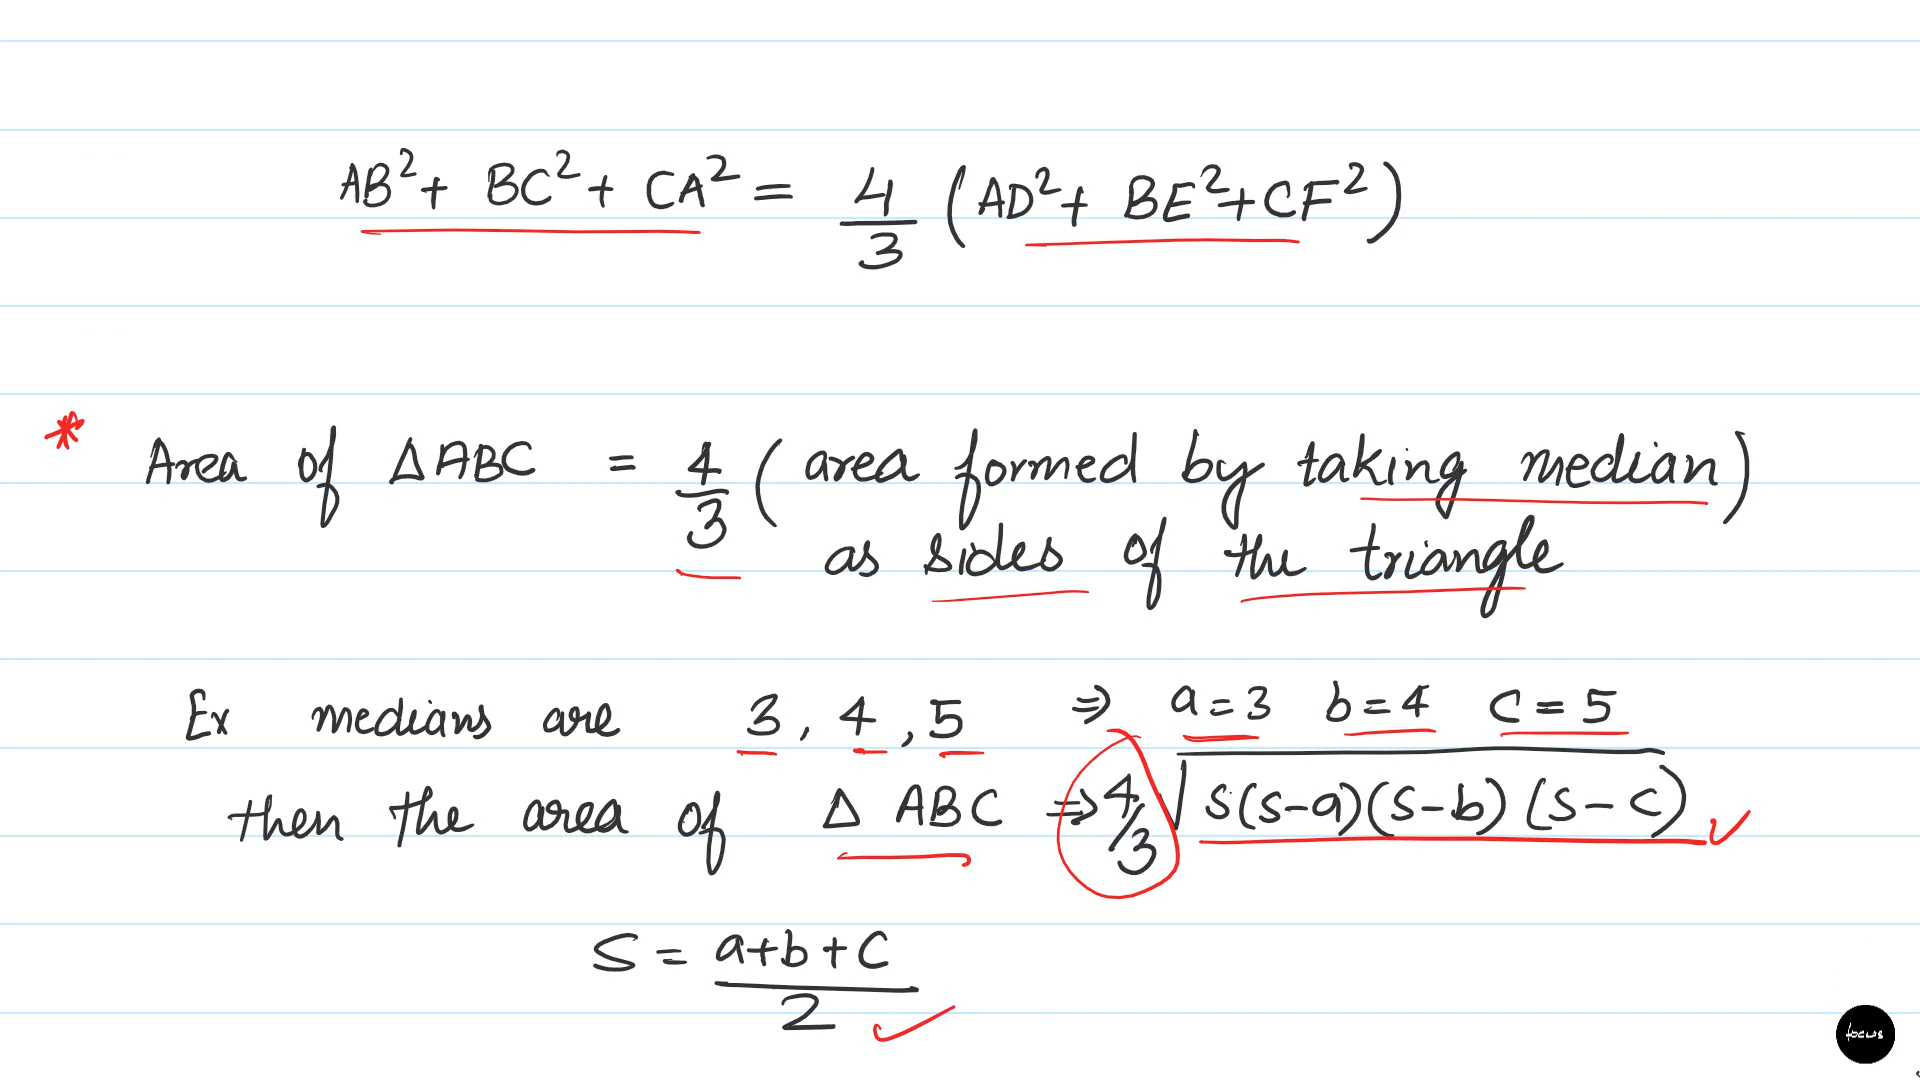 AB²+ BC²+ CA² = 4/3 (AD²+ BE²+CF²)
* Area of ΔABC = 4/3 (area formed by taking median)
as sides of the triangle
Ex medians are 3, 4, 5 ⇒ a=3 b=4 c=5
then the area of Δ ABC ⇒ 4/3 √s(s-a)(s-b)(s-c)
S = a+b+c/2
focus